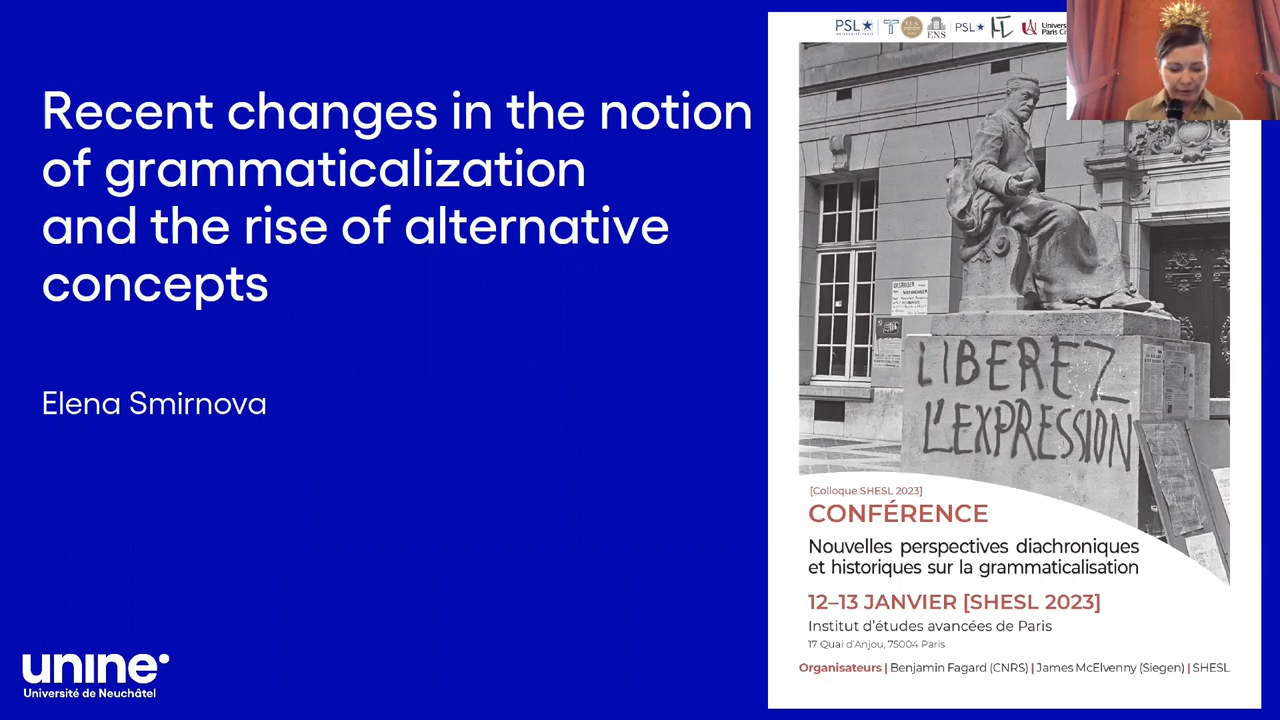 Recent changes in the notion
of grammaticalization
and the rise of alternative
concepts
Elena Smirnova
unine
Université de Neuchâtel
PSL
ENS
PSL
Univers
Paris Ci
LIBEREZ
L'EXPRESSION
[Colloque SHESL 2023]
CONFÉRENCE
Nouvelles perspectives diachroniques
et historiques sur la grammaticalisation
12–13 JANVIER [SHESL 2023]
Institut d'études avancées de Paris
17 Quai d'Anjou, 75004 Paris
Organisateurs | Benjamin Fagard (CNRS) | James McElvenny (Siegen) | SHESL